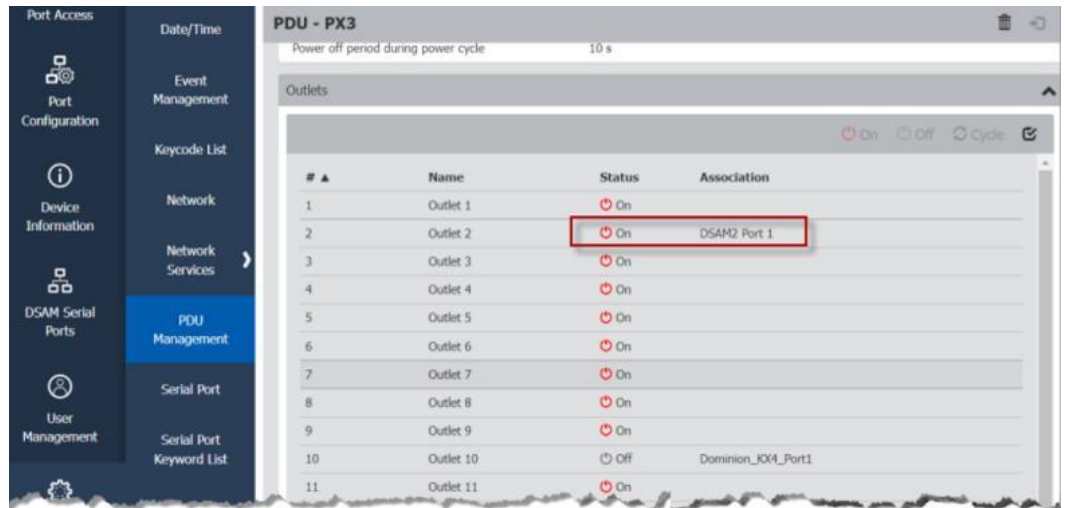 Port Access
Port
Configuration
Device
Information
DSAM Serial
Ports
User
Management
Date/Time
Event
Management
Keycode List
Network
Network
Services
PDU
Management
Serial Port
Serial Port
Keyword List
PDU - PX3
Power off period during power cycle 10 s
Outlets
On Off Cycle
# ▲ Name Status Association
1 Outlet 1 On
2 Outlet 2 On DSAM2 Port 1
3 Outlet 3 On
4 Outlet 4 On
5 Outlet 5 On
6 Outlet 6 On
7 Outlet 7 On
8 Outlet 8 On
9 Outlet 9 On
10 Outlet 10 Off Dominion_KX4_Port1
11 Outlet 11 On